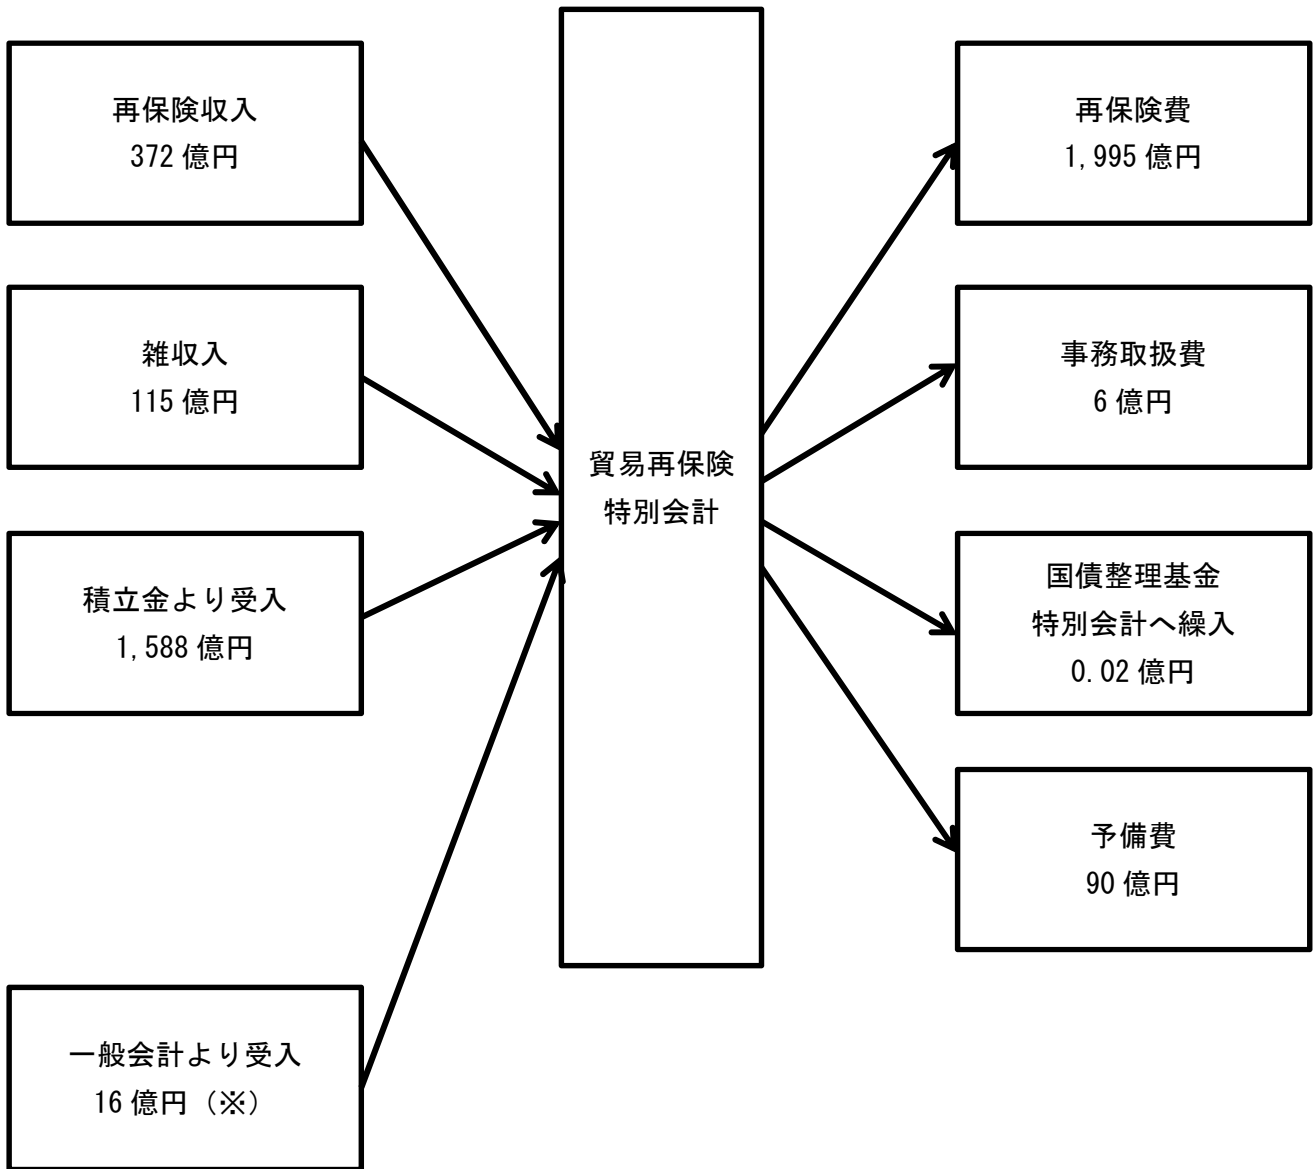 再保険収入
372 億円
雑収入
115 億円
積立金より受入
1,588 億円
一般会計より受入
16 億円（※）
貿易再保険
特別会計
再保険費
1,995 億円
事務取扱費
6 億円
国債整理基金
特別会計へ繰入
0.02 億円
予備費
90 億円